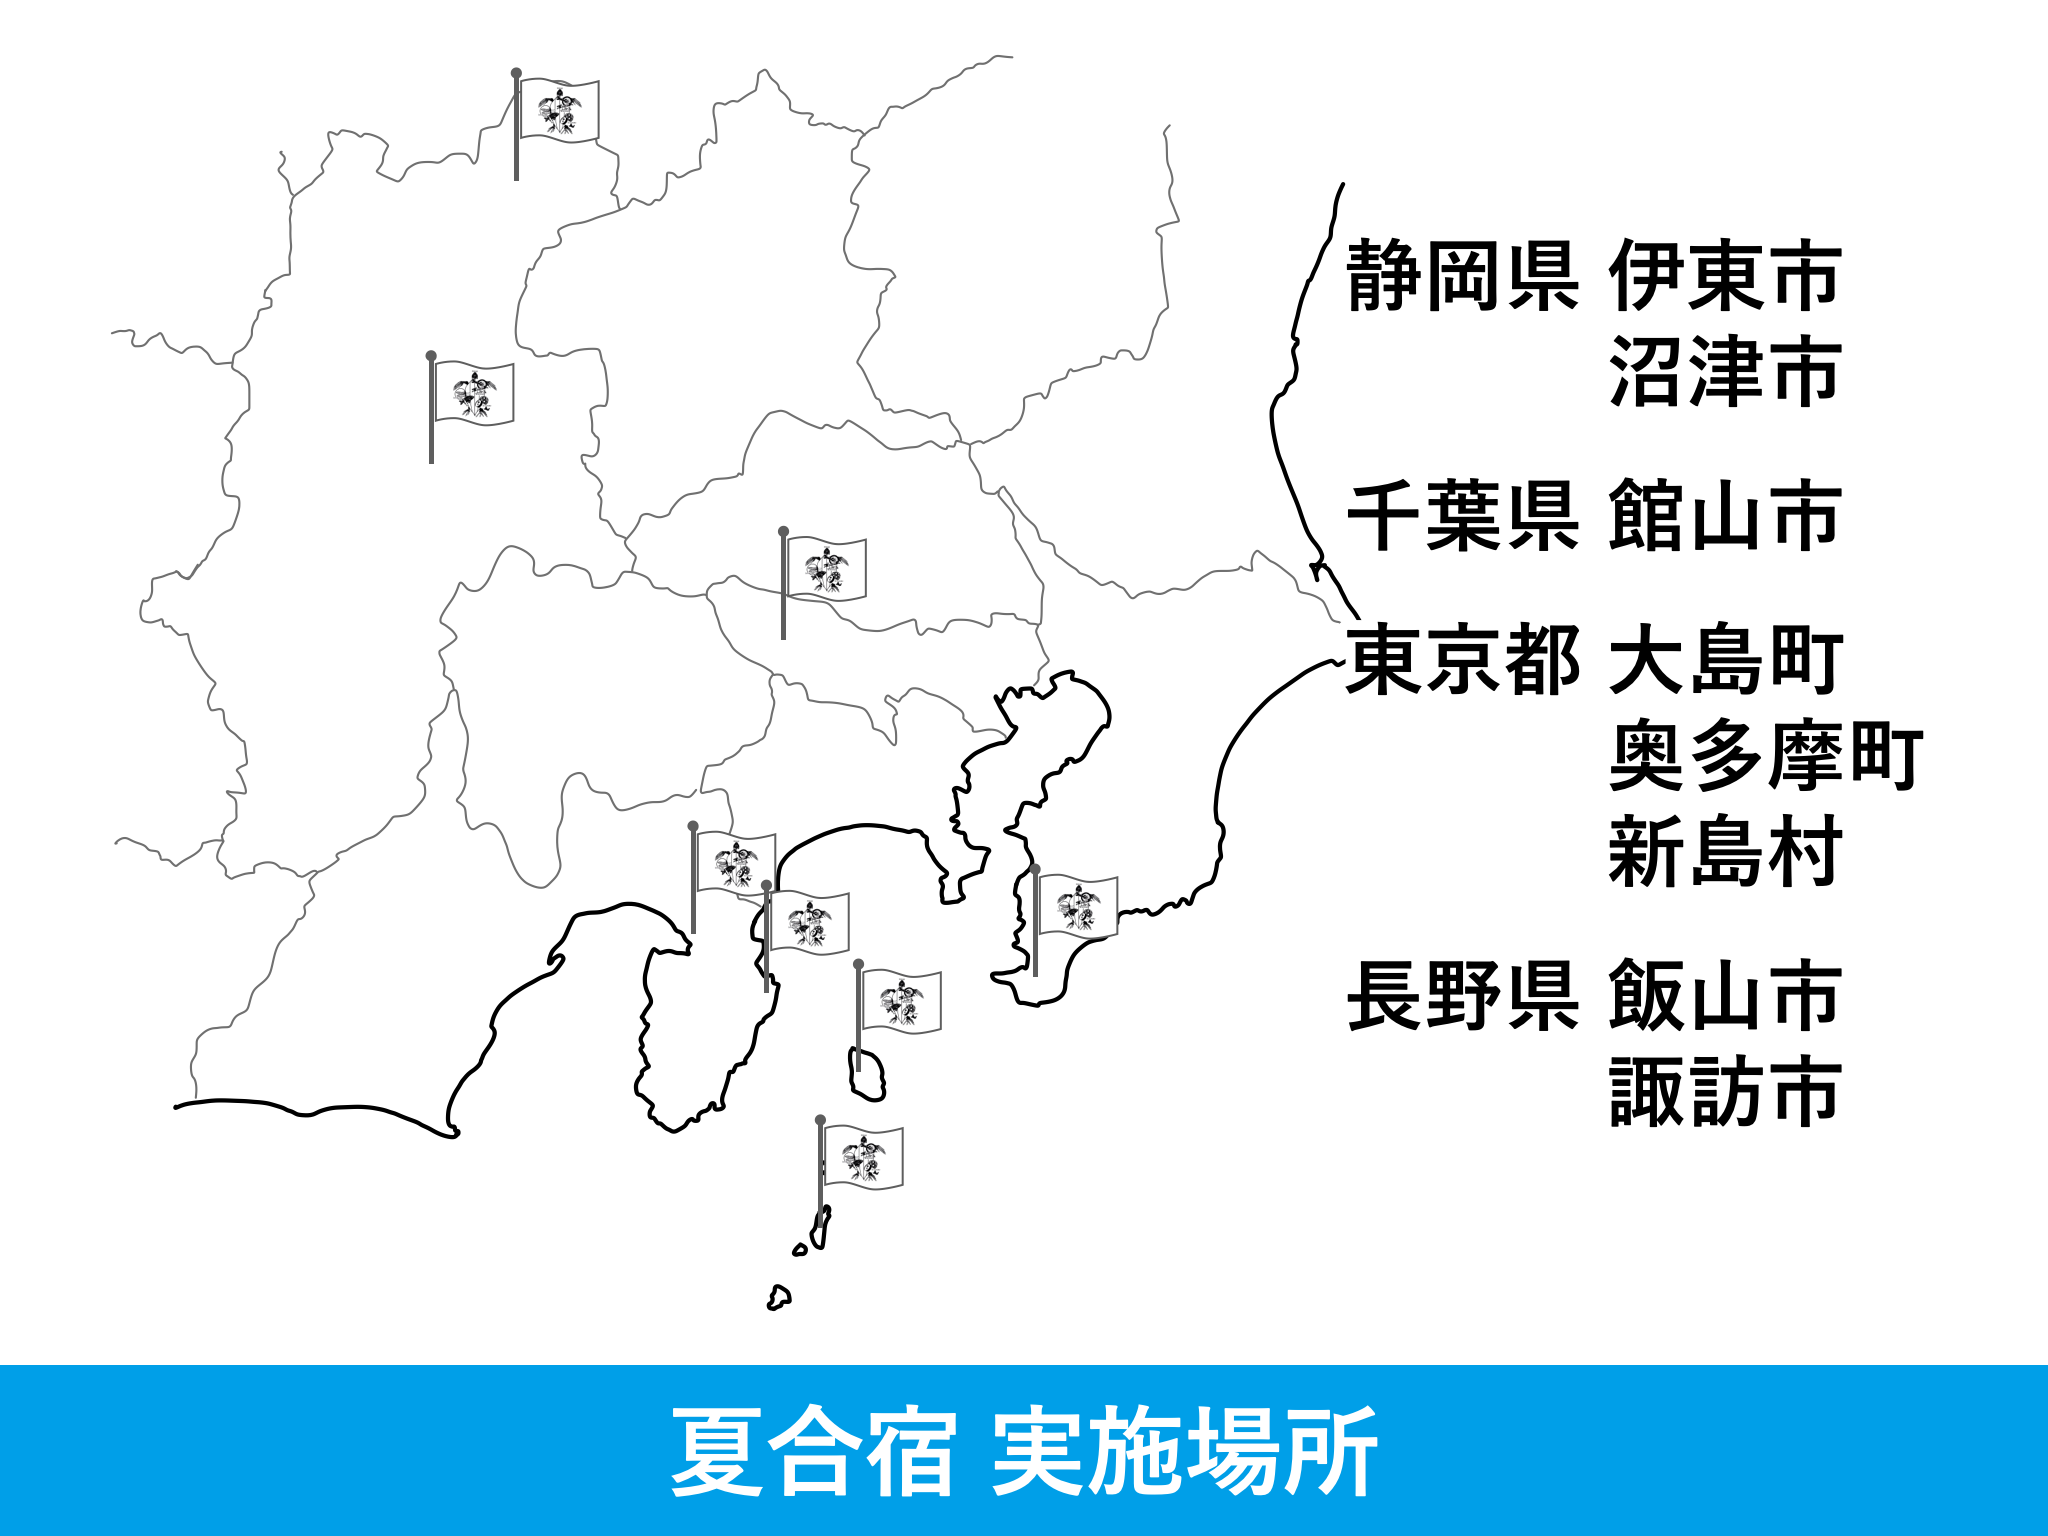 静岡県 伊東市
沼津市
千葉県 館山市
東京都 大島町
奥多摩町
新島村
長野県 飯山市
諏訪市
夏合宿 実施場所